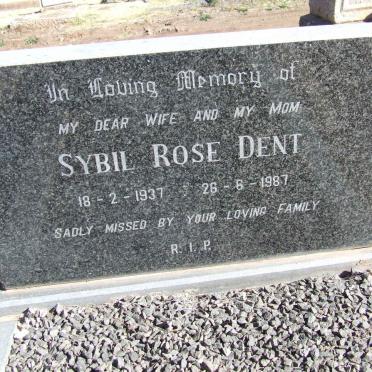 In Loving Memory of
MY DEAR WIFE AND MY MOM
SYBIL ROSE DENT
18-2-1937 - 26-6-1987
SADLY MISSED BY YOUR LOVING FAMILY
R.I.P.